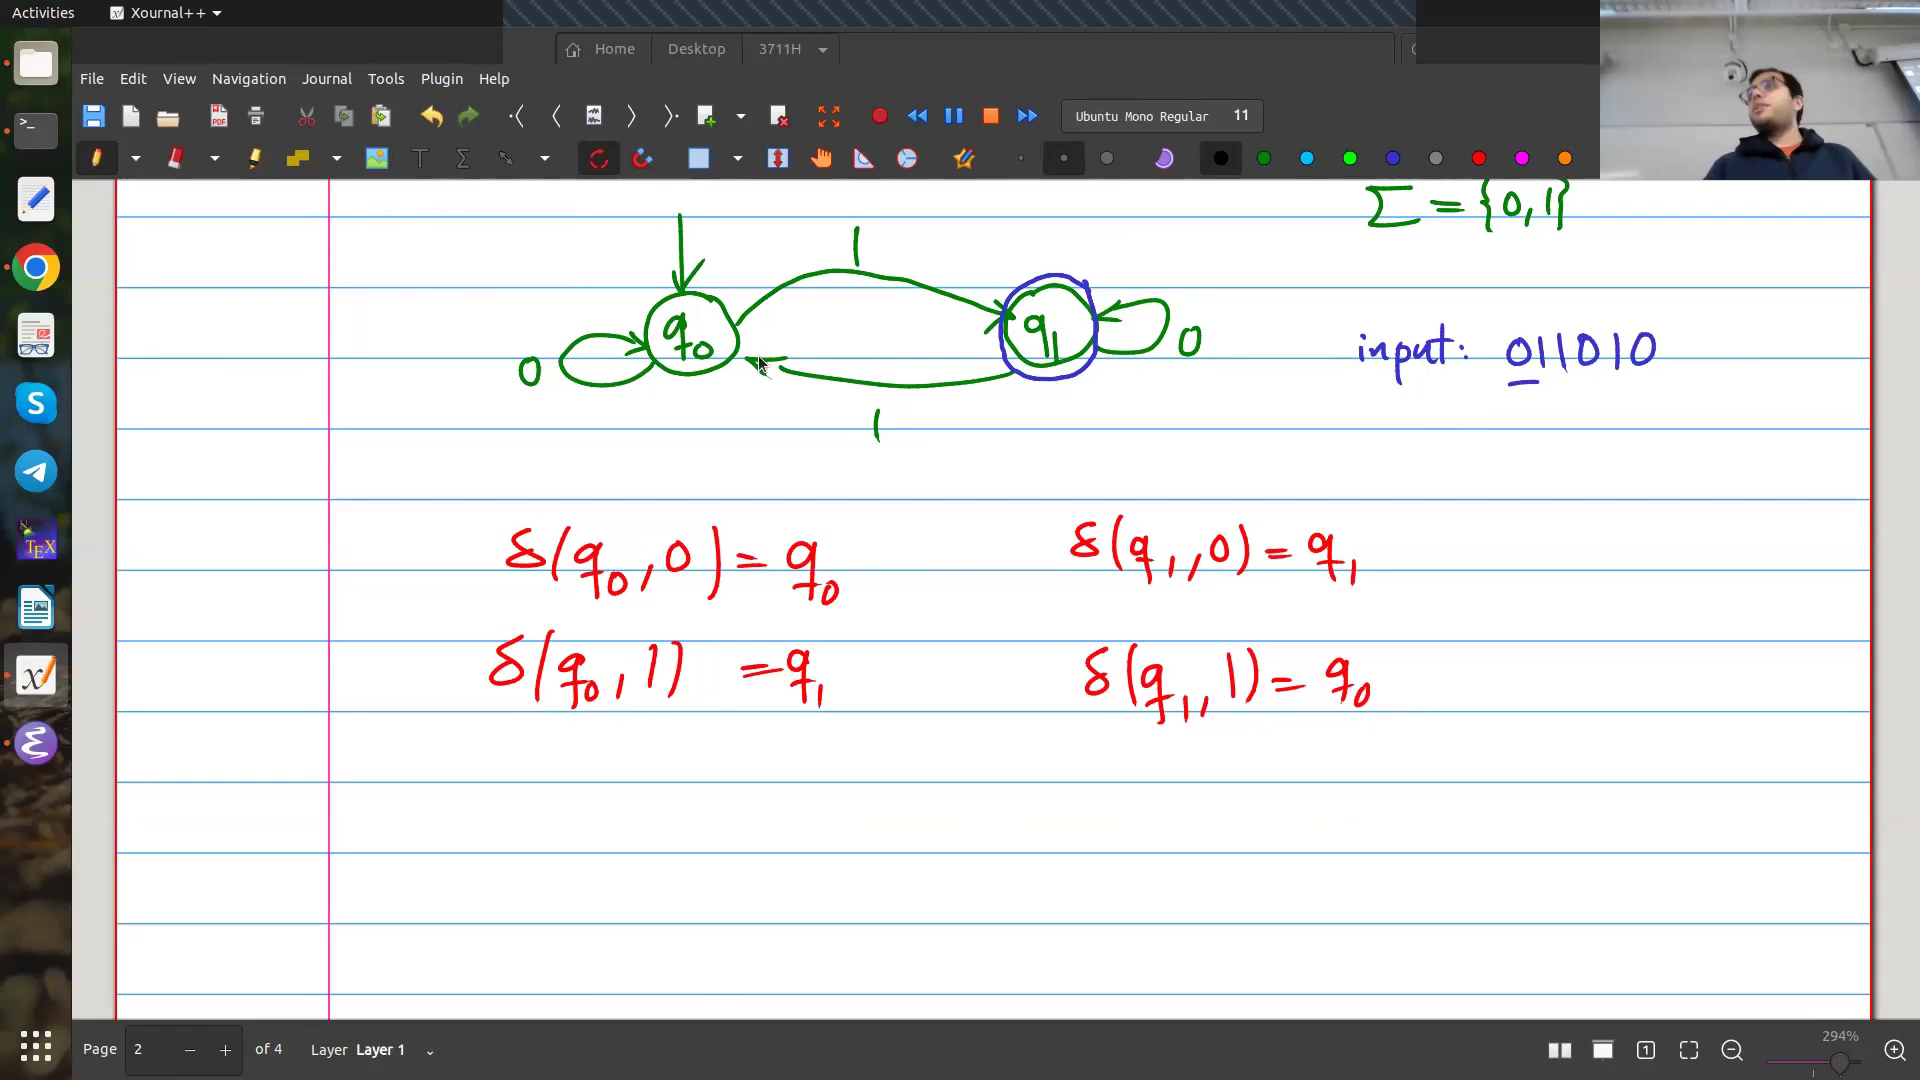 Activities Xournal++
Home Desktop 3711H
File Edit View Navigation Journal Tools Plugin Help
Ubuntu Mono Regular 11
Σ = {0,1}
1
q0 q1
0 0
input: 011010
1
δ(q0,0) = q0 δ(q1,0) = q1
δ(q0,1) = q1 δ(q1,1) = q0
TEX
Page 2 - + of 4 Layer Layer 1
294%